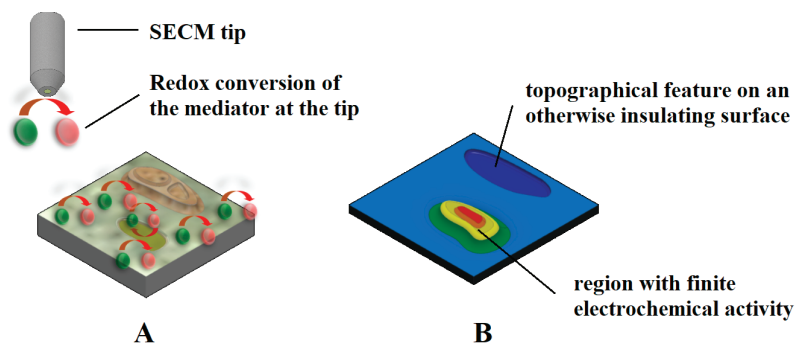 SECM tip
Redox conversion of
the mediator at the tip
topographical feature on an
otherwise insulating surface
region with finite
electrochemical activity
A
B